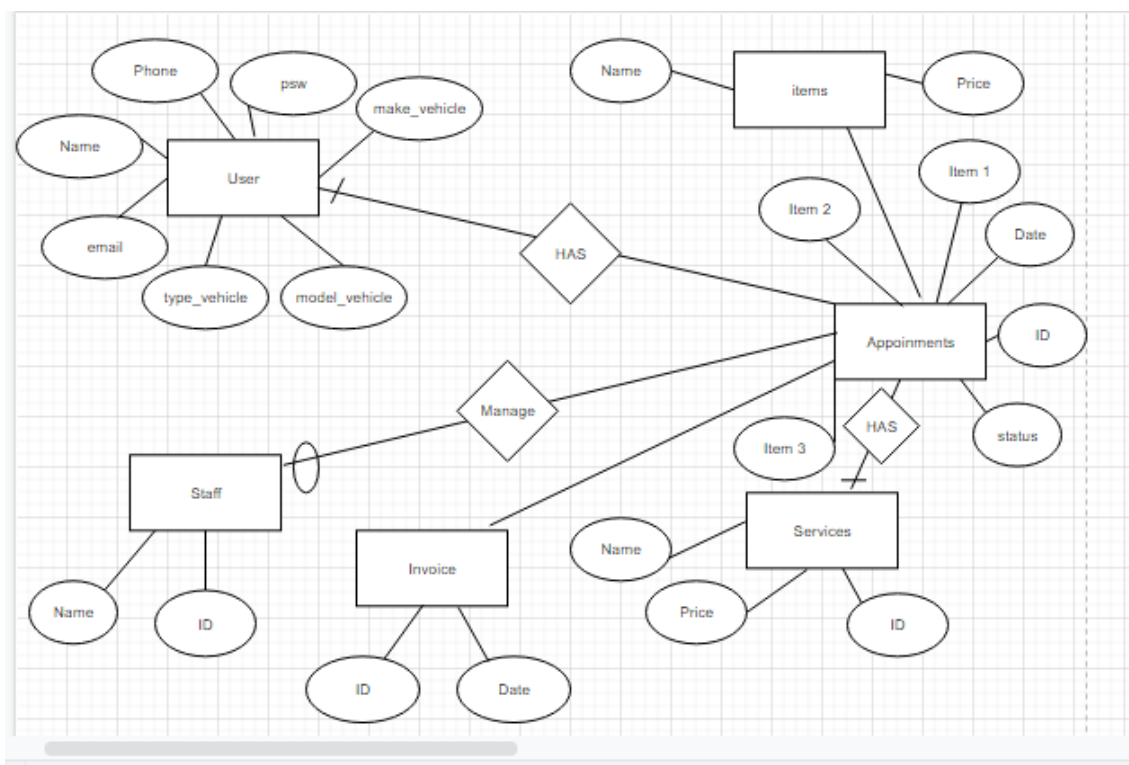 Phone
psw
make_vehicle
Name
User
email
type_vehicle
model_vehicle
HAS
Name
items
Price
Item 1
Item 2
Date
Appoinments
ID
status
HAS
Item 3
Manage
Staff
Name
ID
Invoice
ID
Date
Services
Name
Price
ID